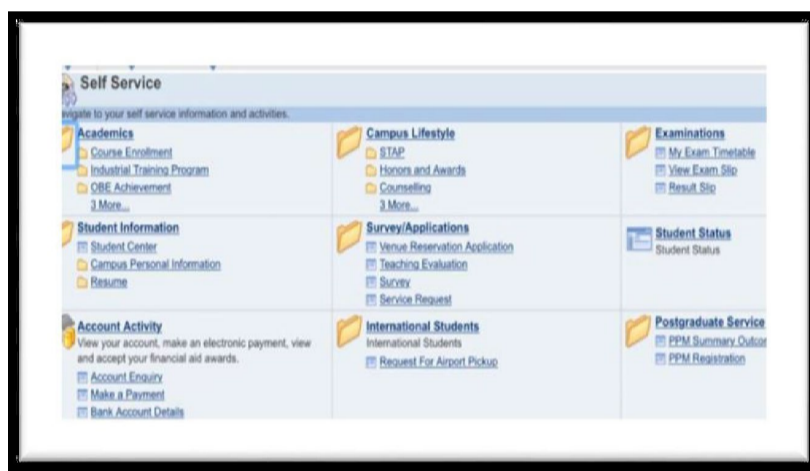 Self Service
navigate to your self service information and activities.
Academics
Course Enrollment
Industrial Training Program
OBE Achievement
3 More...
Campus Lifestyle
STAP
Honors and Awards
Counselling
3 More...
Examinations
My Exam Timetable
View Exam Slip
Result Slip
Student Information
Student Center
Campus Personal Information
Resume
Survey/Applications
Venue Reservation Application
Teaching Evaluation
Survey
Service Request
Student Status
Student Status
Account Activity
View your account, make an electronic payment, view
and accept your financial aid awards.
Account Enquiry
Make a Payment
Bank Account Details
International Students
International Students
Request For Airport Pickup
Postgraduate Service
PPM Summary Outcor
PPM Registration